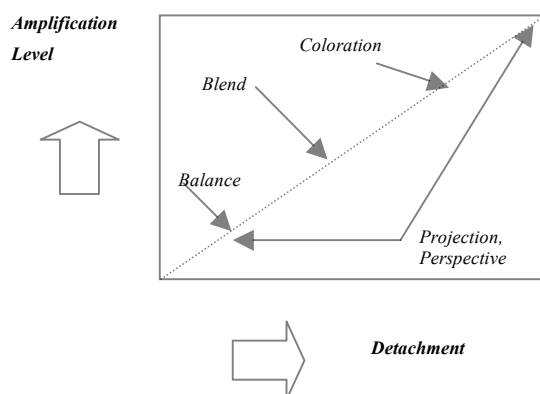 Amplification
Level
Coloration
Blend
Balance
Projection,
Perspective
Detachment